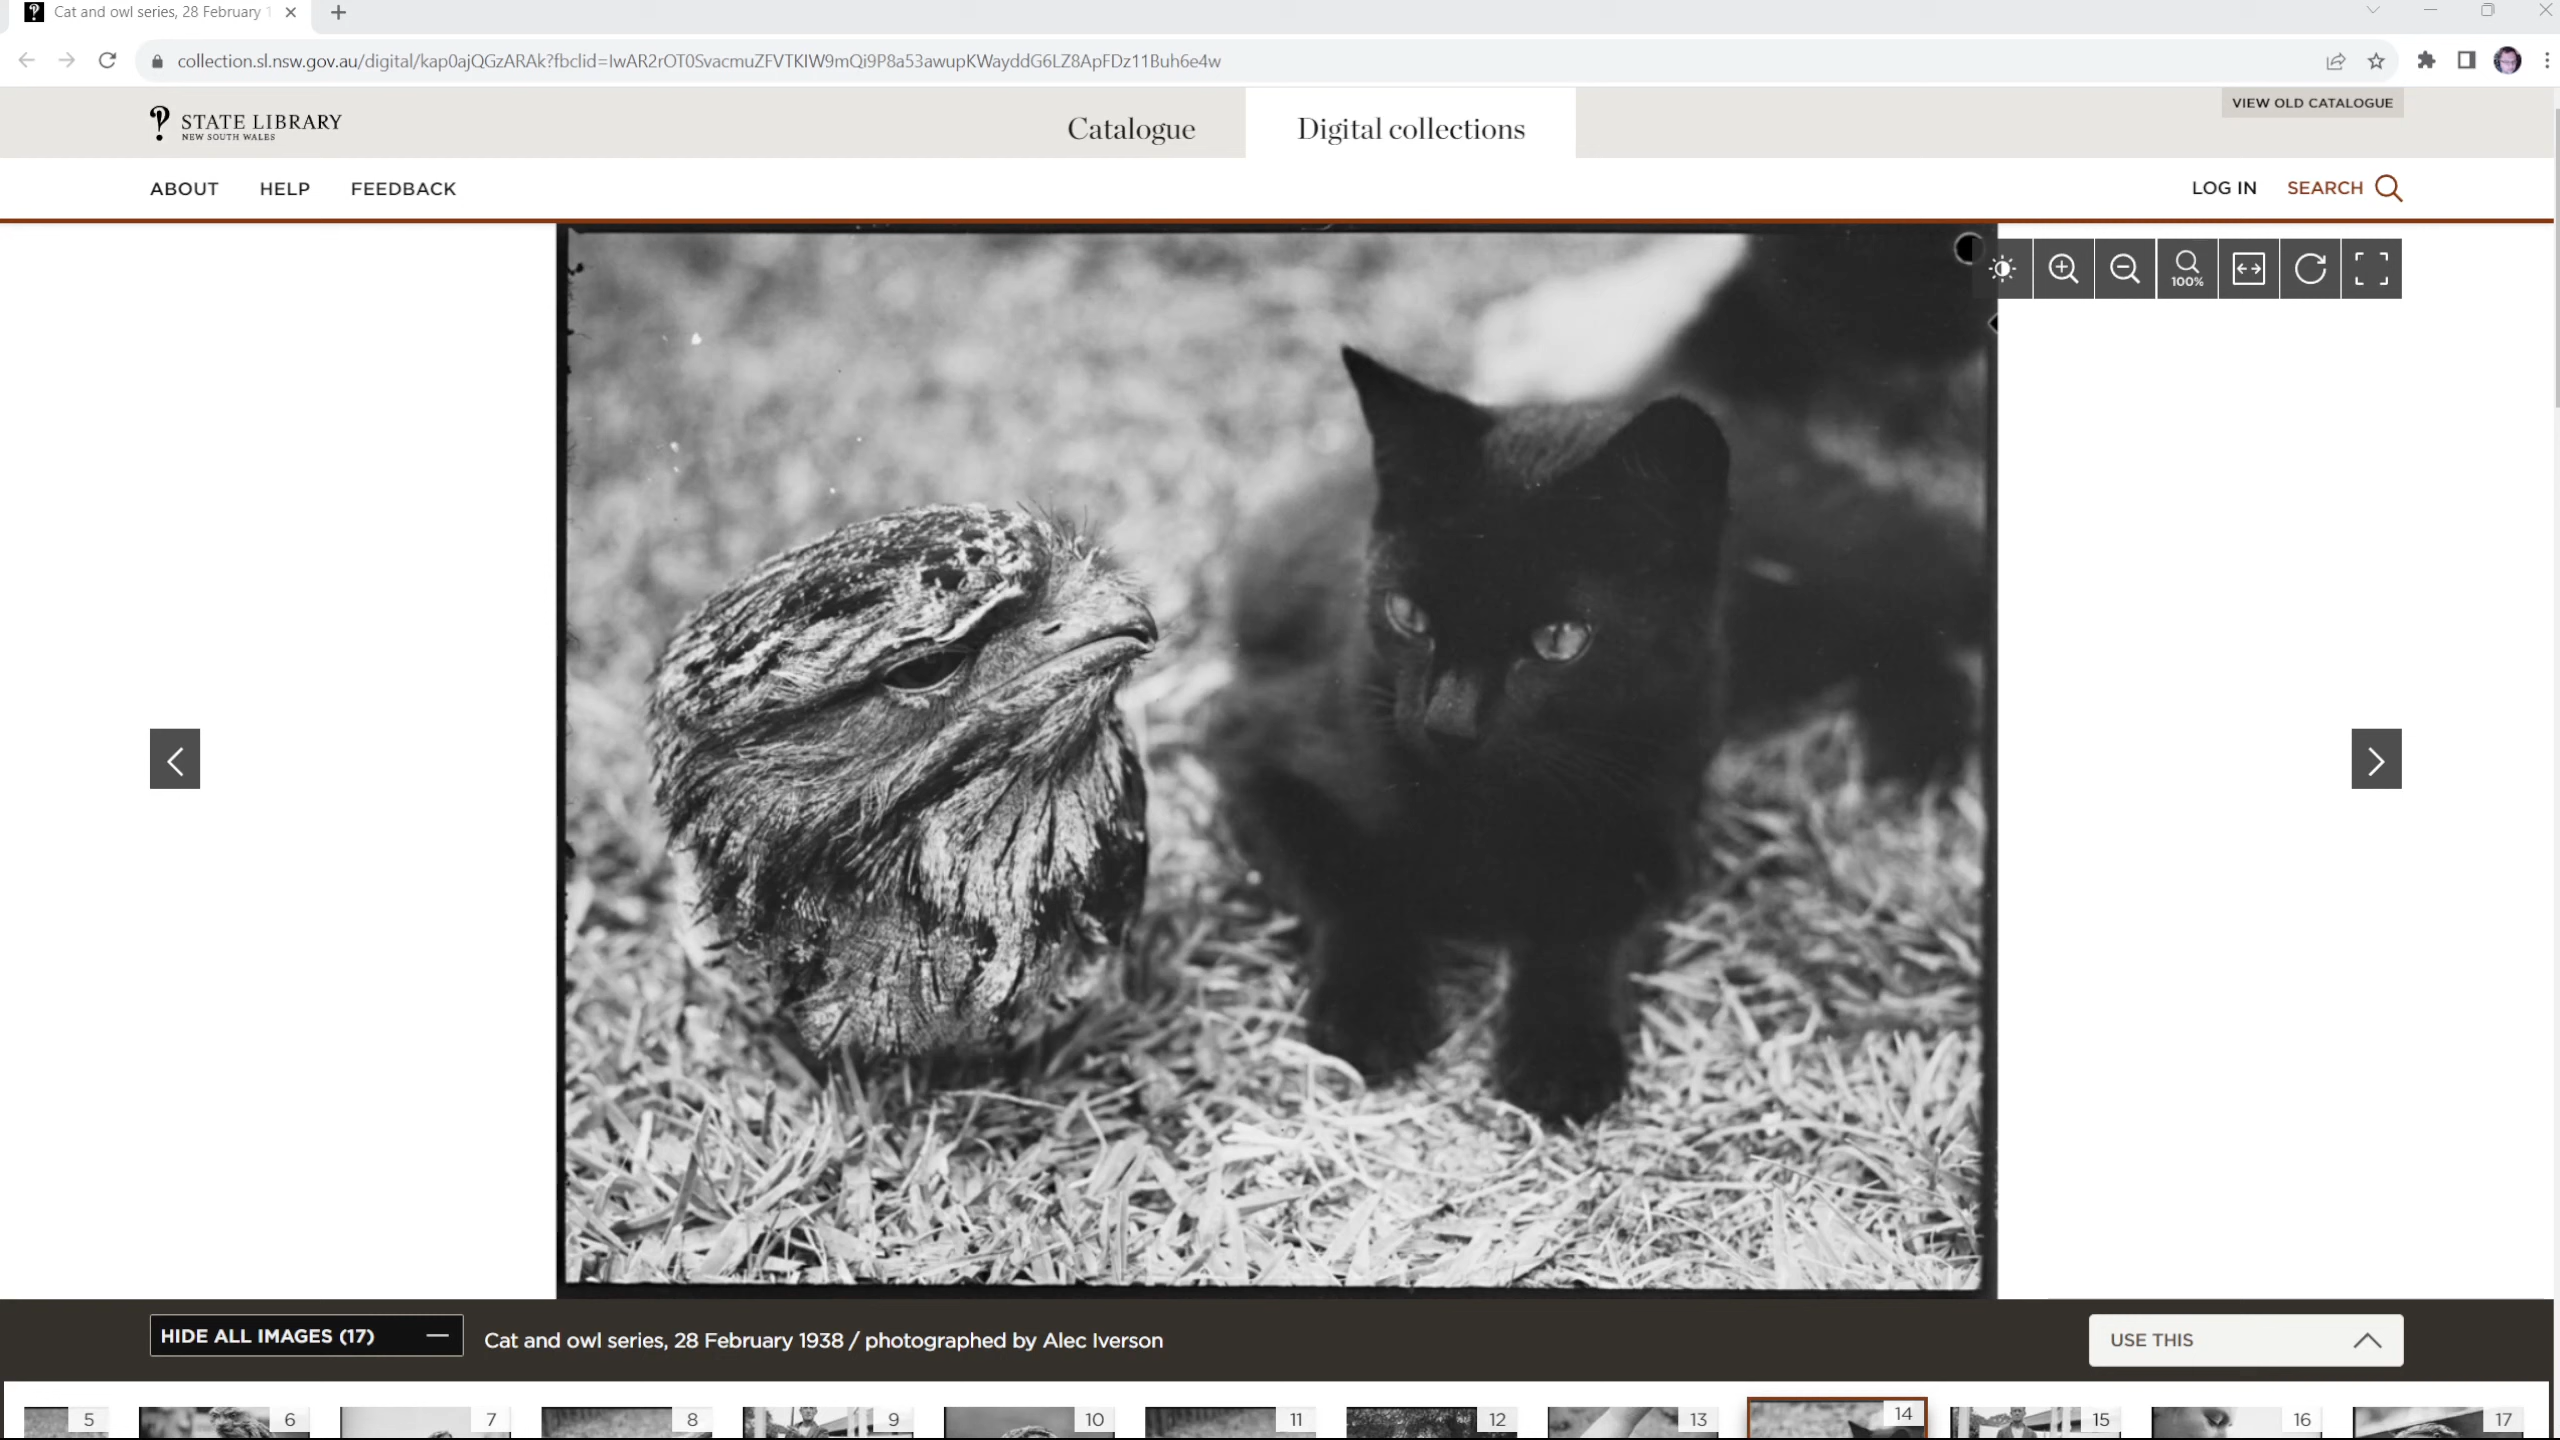 Cat and owl series, 28 February 1
collection.sl.nsw.gov.au/digital/kap0ajQGzARAk?fbclid=IwAR2rOT0SvacmuZFVTKIW9mQi9P8a53awupKWayddG6LZ8ApFDz11Buh6e4w
VIEW OLD CATALOGUE
STATE LIBRARY
NEW SOUTH WALES
Catalogue
Digital collections
ABOUT HELP FEEDBACK
LOG IN SEARCH
100%
HIDE ALL IMAGES (17)
Cat and owl series, 28 February 1938 / photographed by Alec Iverson
USE THIS
5 6 7 8 9 10 11 12 13 14 15 16 17